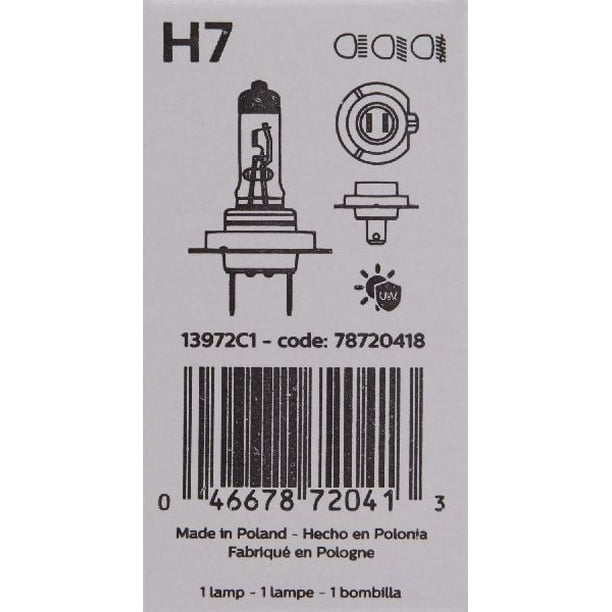 H7
U.V.
13972C1 - code: 78720418
0 46678 72041 3
Made in Poland - Hecho en Polonia
Fabriqué en Pologne
1 lamp - 1 lampe - 1 bombilla